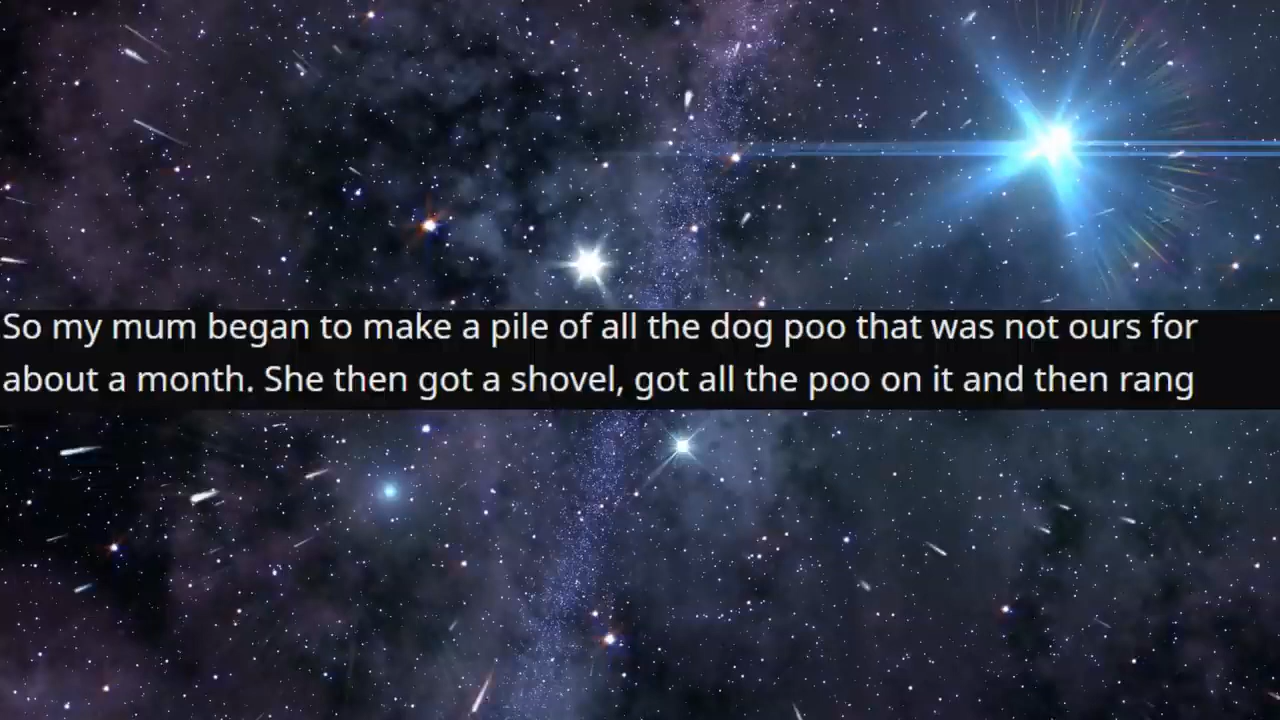 So my mum began to make a pile of all the dog poo that was not ours for
about a month. She then got a shovel, got all the poo on it and then rang